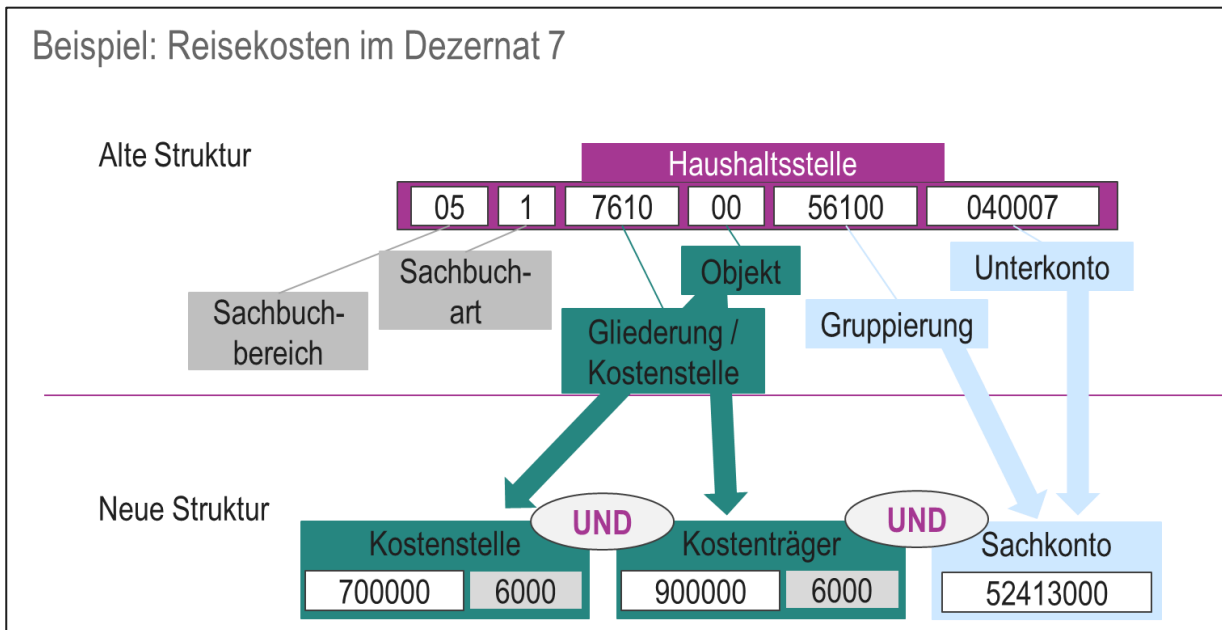 Beispiel: Reisekosten im Dezernat 7
Alte Struktur
Haushaltsstelle
05 1 7610 00 56100 040007
Sachbuch-
bereich
Sachbuch-
art
Gliederung /
Kostenstelle
Objekt
Gruppierung
Unterkonto
Neue Struktur
Kostenstelle
700000 6000
UND
Kostenträger
900000 6000
UND
Sachkonto
52413000